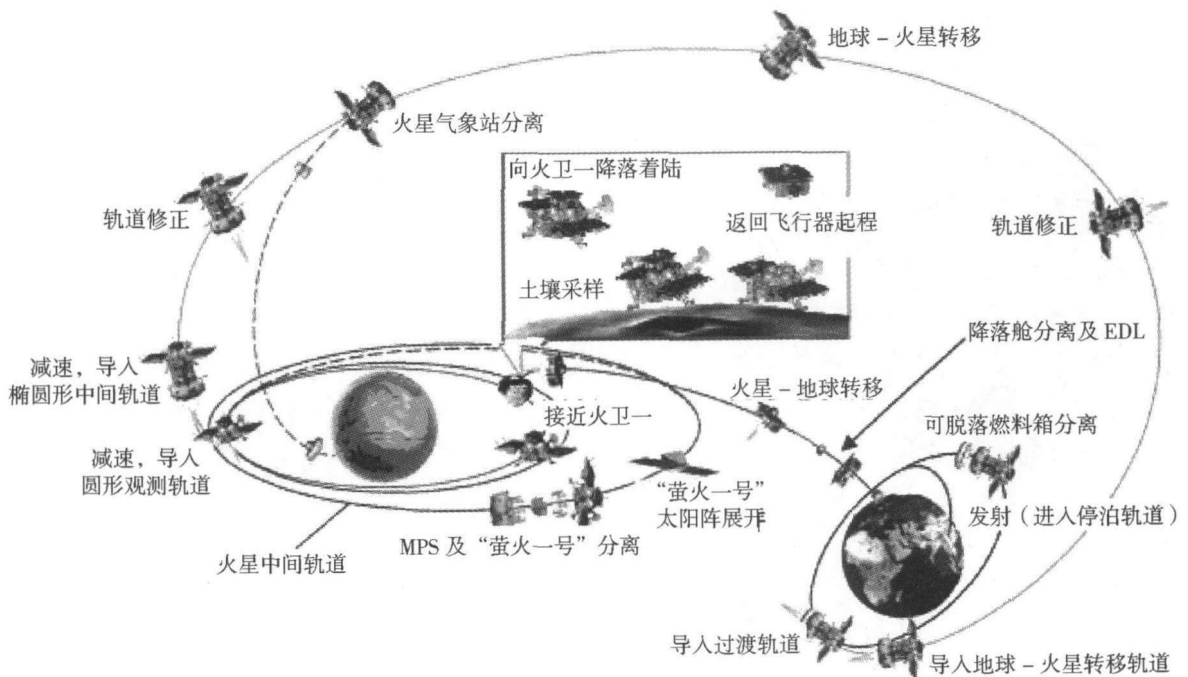 地球－火星转移
火星气象站分离
向火卫一降落着陆
轨道修正
返回飞行器起程
轨道修正
土壤采样
降落舱分离及 EDL
减速，导入
椭圆形中间轨道
火星－地球转移
接近火卫一
可脱落燃料箱分离
减速，导入
圆形观测轨道
“萤火一号”
太阳阵展开
发射（进入停泊轨道）
MPS 及“萤火一号”分离
火星中间轨道
导入过渡轨道
导入地球－火星转移轨道